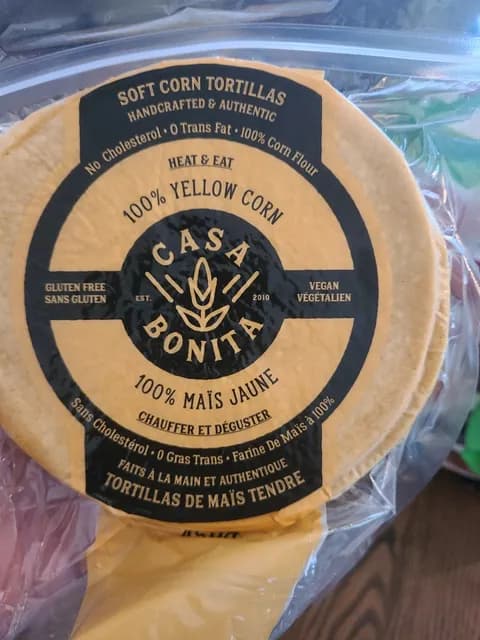 SOFT CORN TORTILLAS
HANDCRAFTED & AUTHENTIC
No Cholesterol • 0 Trans Fat • 100% Corn Flour
HEAT & EAT
100% YELLOW CORN
CASA
GLUTEN FREE
SANS GLUTEN
EST.
2010
VEGAN
VÉGÉTALIEN
BONITA
100% MAÏS JAUNE
CHAUFFER ET DÉGUSTER
Sans Cholestérol • 0 Gras Trans • Farine De Maïs à 100%
FAITS À LA MAIN ET AUTHENTIQUE
TORTILLAS DE MAÏS TENDRE